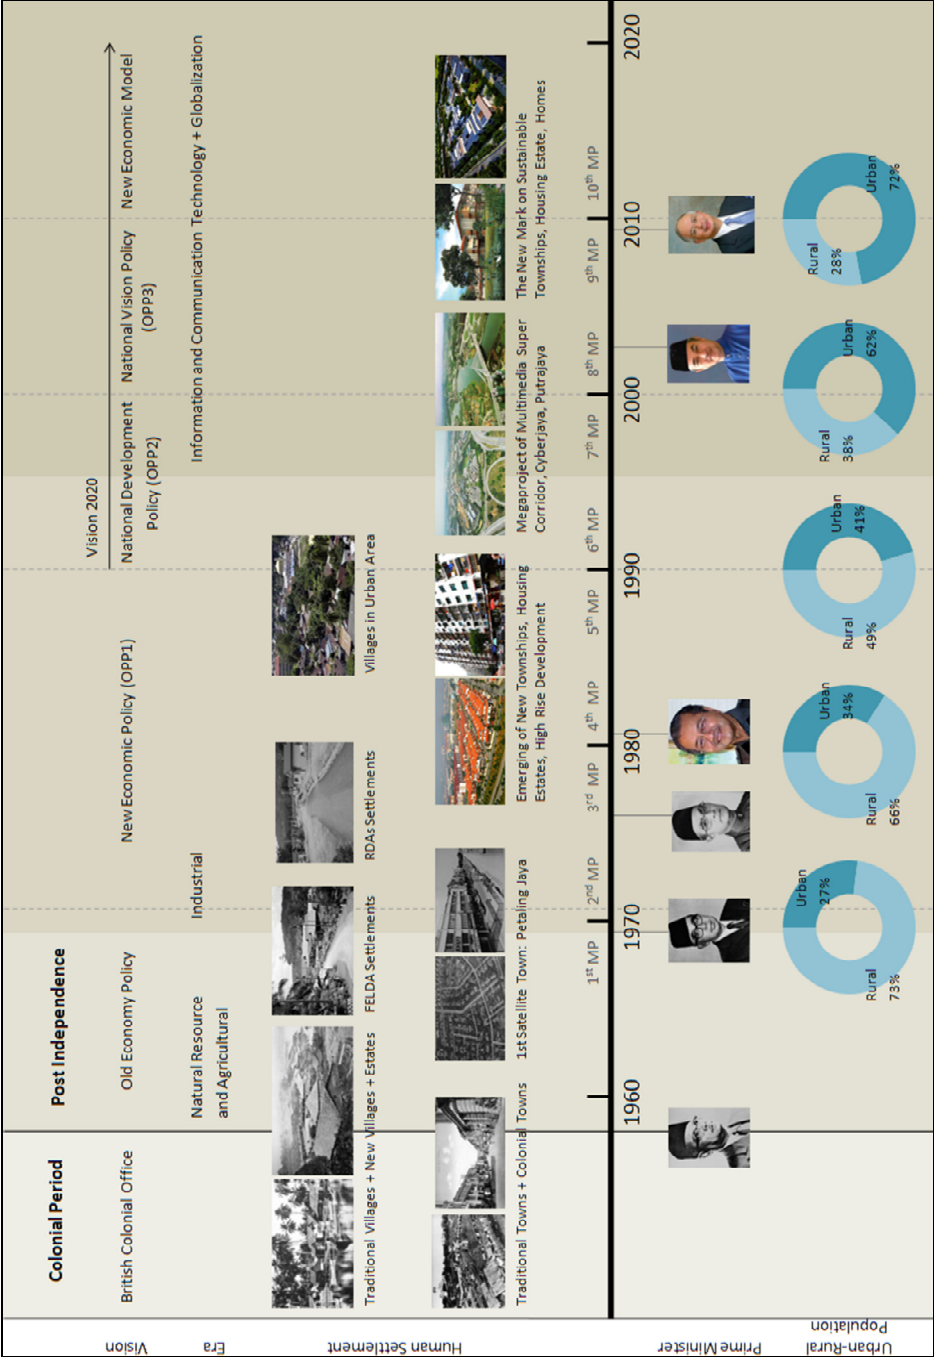 Vision
Era
Human Settlement
Prime Minister
Urban-Rural
Population
Colonial Period
Post Independence
Vision 2020
British Colonial Office
Old Economy Policy
New Economic Policy (OPP1)
National Development
Policy (OPP2)
National Vision Policy
(OPP3)
New Economic Model
Natural Resource
and Agricultural
Industrial
Information and Communication Technology + Globalization
Traditional Villages + New Villages + Estates
FELDA Settlements
RDAs Settlements
Villages in Urban Area
Traditional Towns + Colonial Towns
1st Satellite Town: Petaling Jaya
Emerging of New Townships, Housing
Estates, High Rise Development
Megaproject of Multimedia Super
Corridor, Cyberjaya, Putrajaya
The New Mark on Sustainable
Townships, Housing Estate, Homes
1st MP
2nd MP
3rd MP
4th MP
5th MP
6th MP
7th MP
8th MP
9th MP
10th MP
1960
1970
1980
1990
2000
2010
2020
Rural
73%
Urban
27%
Rural
66%
Urban
34%
Rural
49%
Urban
41%
Rural
38%
Urban
62%
Rural
28%
Urban
72%